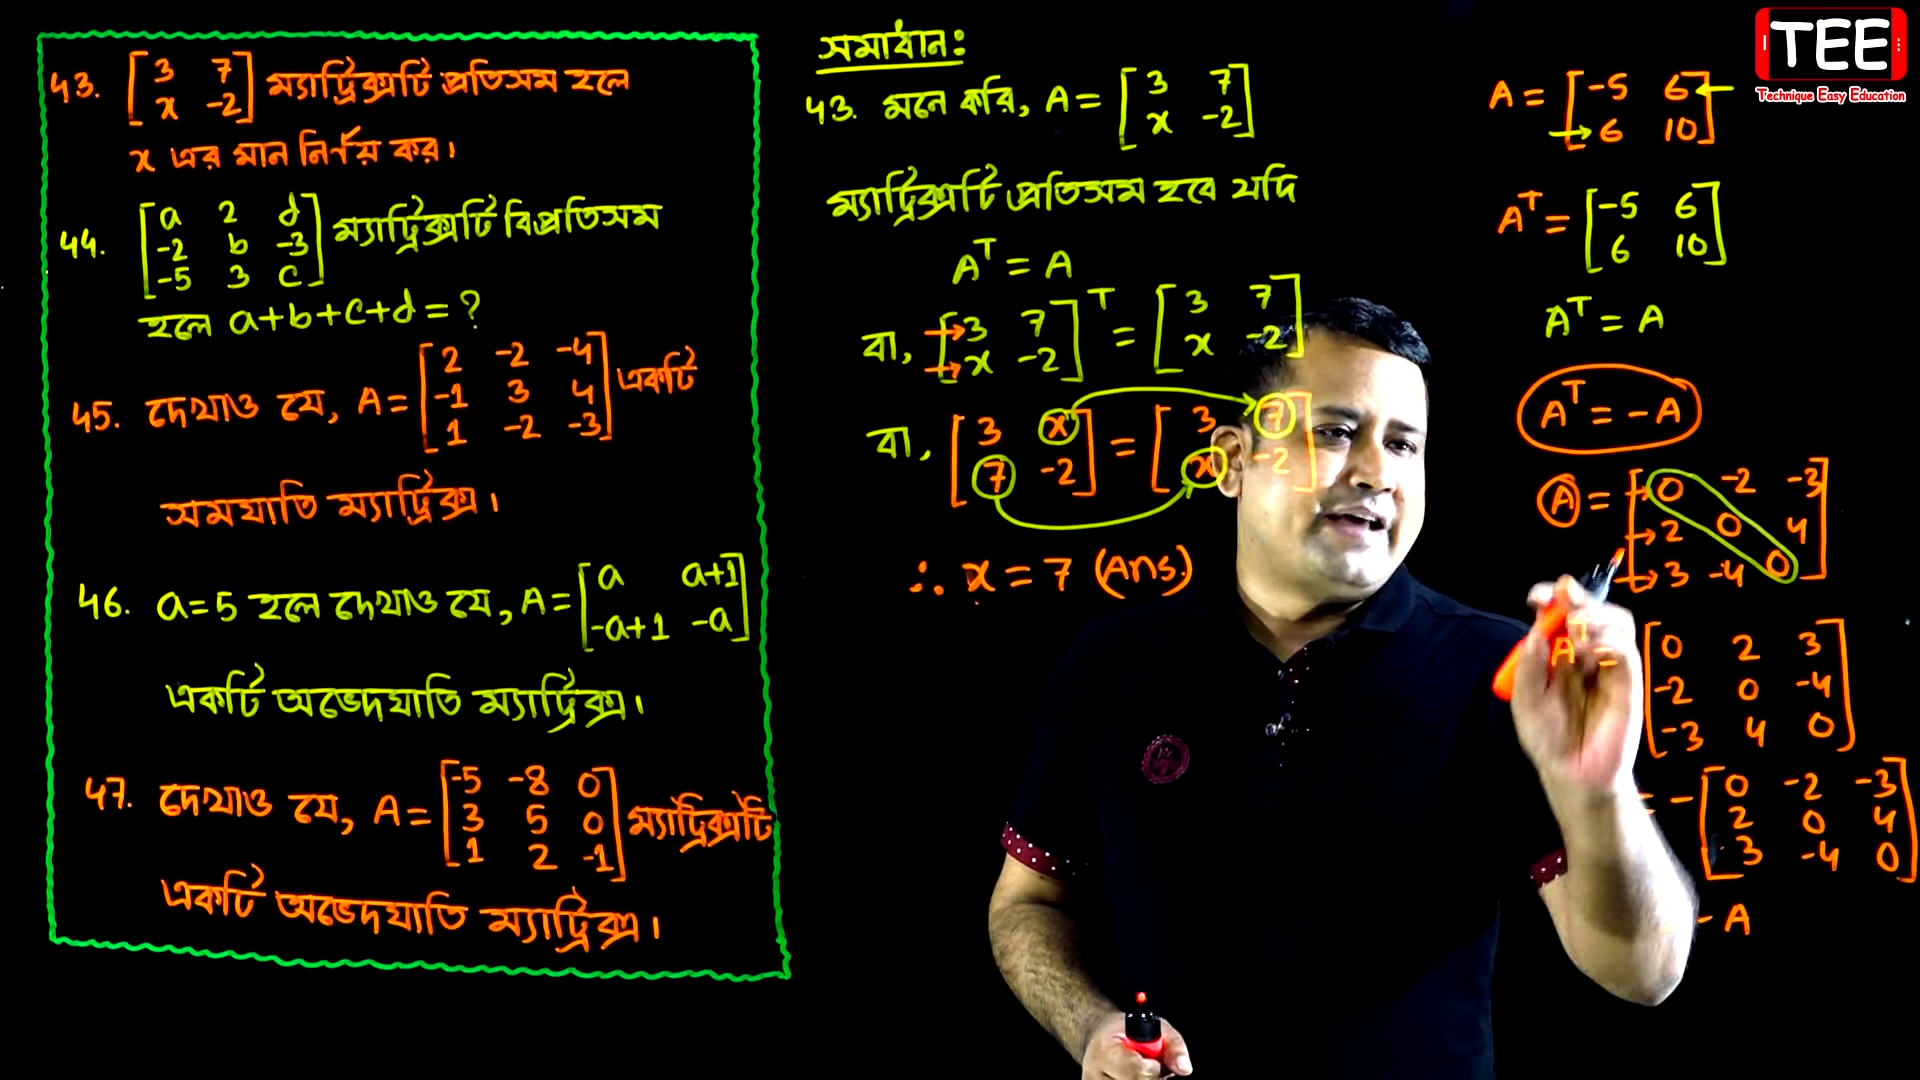 43. [3 7
x -2] ম্যাট্রিক্সটি প্রতিসম হলে
x এর মান নির্ণয় কর।
44. [a 2 d
-2 b -3
-5 3 c] ম্যাট্রিক্সটি বিপ্রতিসম
হলে a+b+c+d=?
45. দেখাও যে, A = [2 -2 -4
-1 3 4
1 -2 -3] একটি
সমঘাতি ম্যাট্রিক্স।
46. a=5 হলে দেখাও যে, A = [a a+1
-a+1 -a]
একটি অভেদঘাতি ম্যাট্রিক্স।
47. দেখাও যে, A = [-5 -8 0
3 5 0
1 2 -1] ম্যাট্রিক্সটি
একটি অভেদঘাতি ম্যাট্রিক্স।
সমাধান:
43. মনে করি, A = [3 7
x -2]
ম্যাট্রিক্সটি প্রতিসম হবে যদি
Aᵀ = A
বা, [3 7
x -2]ᵀ = [3 7
x -2]
বা, [3 x
7 -2] = [3 7
x -2]
∴ x = 7 (Ans.)
TEE
Technique Easy Education
A = [-5 6
6 10]
Aᵀ = [-5 6
6 10]
Aᵀ = A
Aᵀ = -A
A = [0 -2 -3
2 0 4
3 -4 0]
Aᵀ = [0 2 3
-2 0 -4
-3 4 0]
= -[0 -2 -3
2 0 4
3 -4 0]
- A